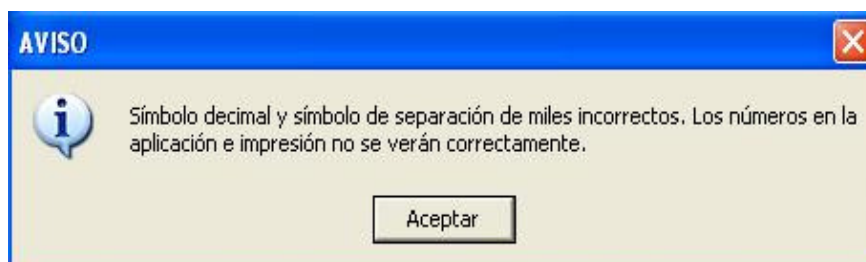 AVISO
Símbolo decimal y símbolo de separación de miles incorrectos. Los números en la
aplicación e impresión no se verán correctamente.
Aceptar